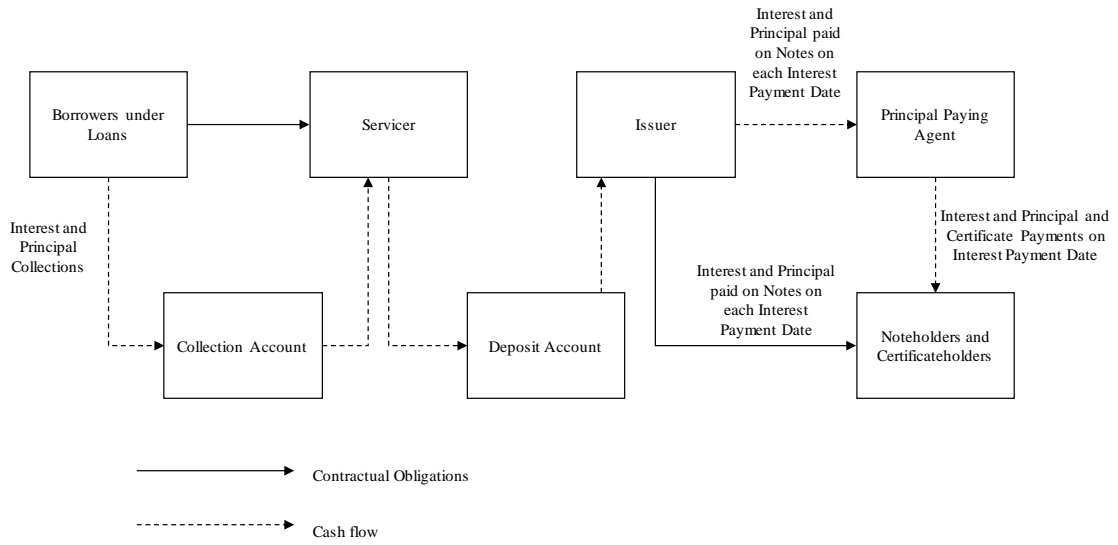 Interest and
Principal paid
on Notes on
each Interest
Payment Date
Borrowers under
Loans
Servicer
Issuer
Principal Paying
Agent
Interest and
Principal
Collections
Interest and Principal and
Certificate Payments on
Interest Payment Date
Interest and Principal
paid on Notes on
each Interest
Payment Date
Collection Account
Deposit Account
Noteholders and
Certificateholders
Contractual Obligations
Cash flow